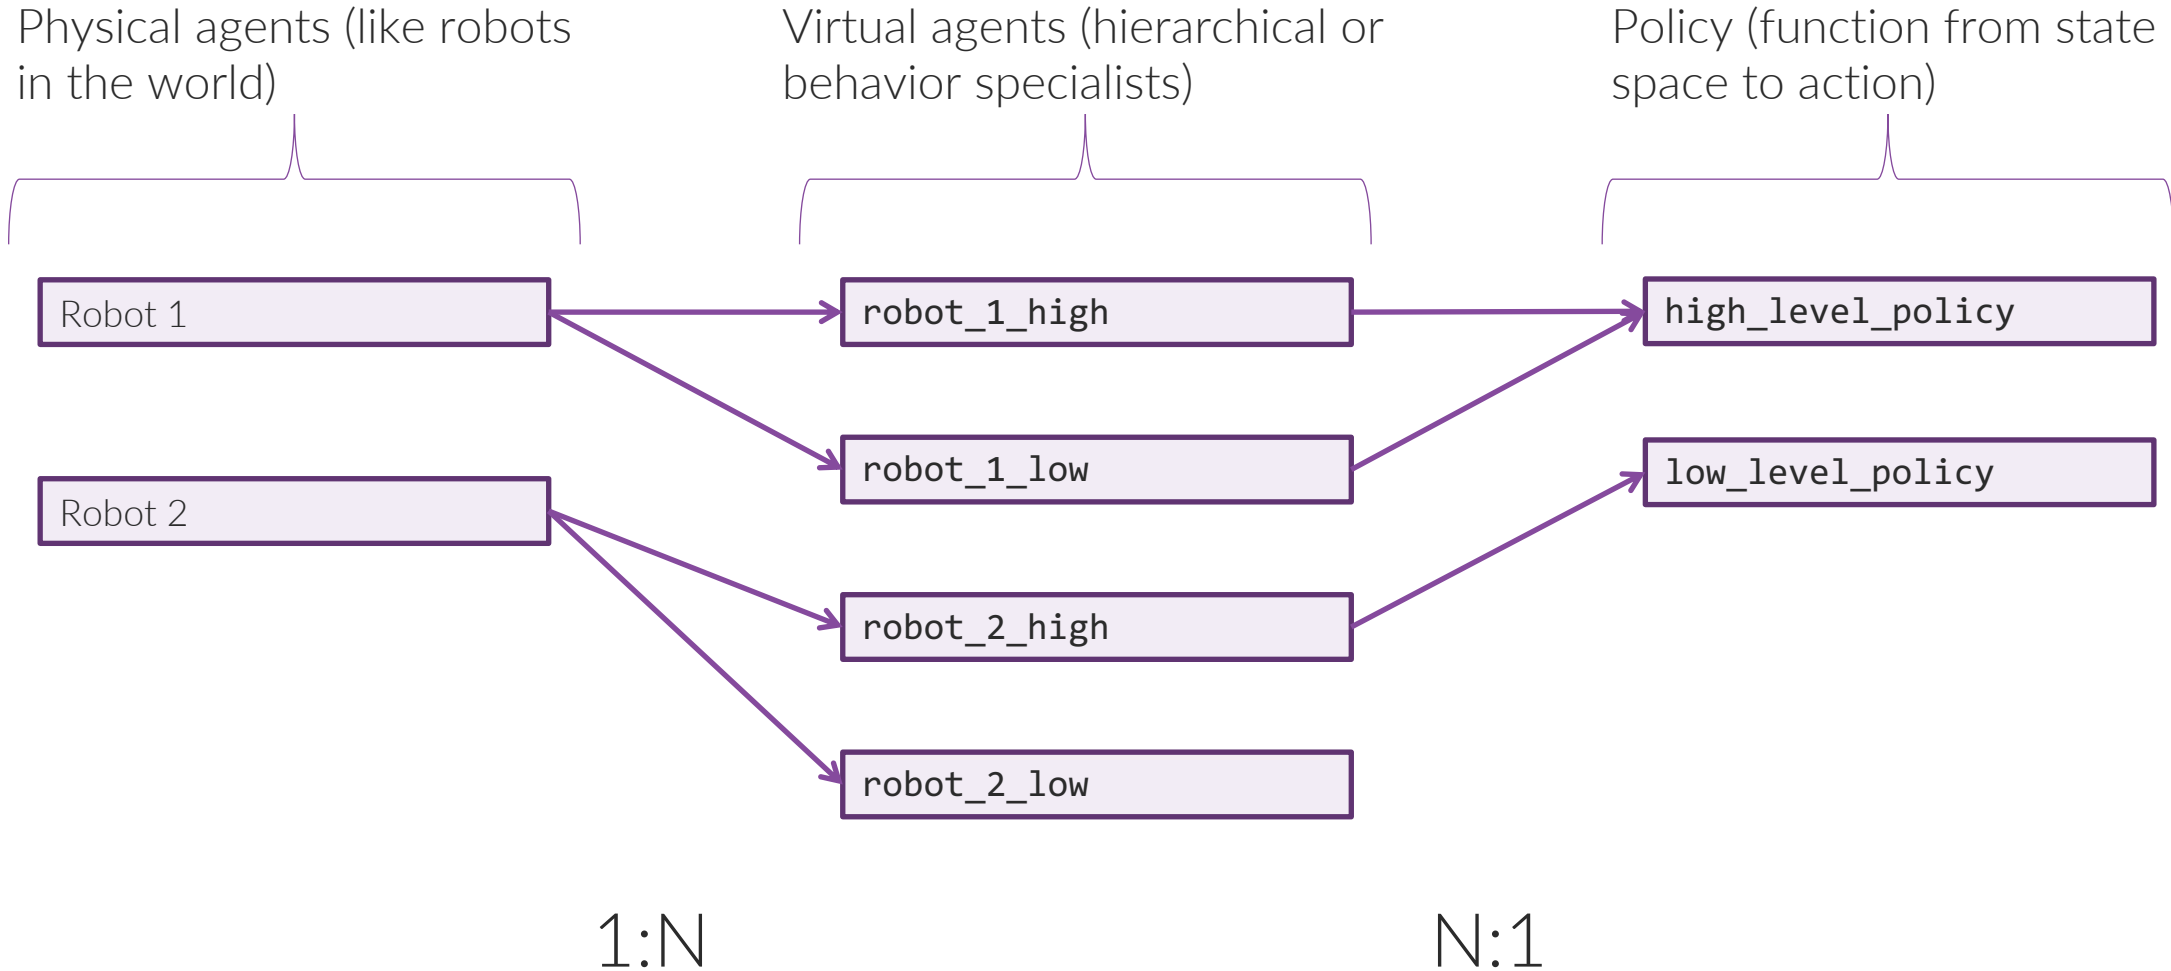 Physical agents (like robots
in the world)
Virtual agents (hierarchical or
behavior specialists)
Policy (function from state
space to action)
Robot 1
robot_1_high
high_level_policy
robot_1_low
low_level_policy
Robot 2
robot_2_high
robot_2_low
1:N
N:1